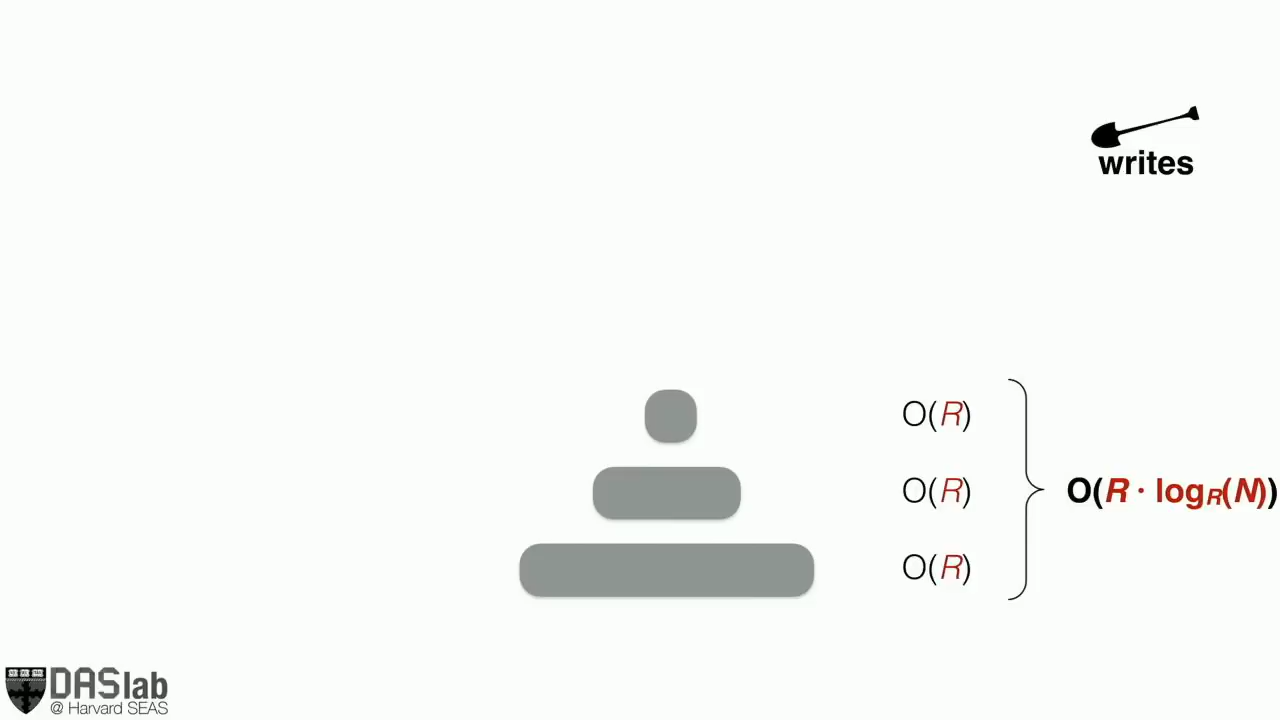 writes
O(R)
O(R)
O(R · logR(N))
O(R)
DASlab
@ Harvard SEAS